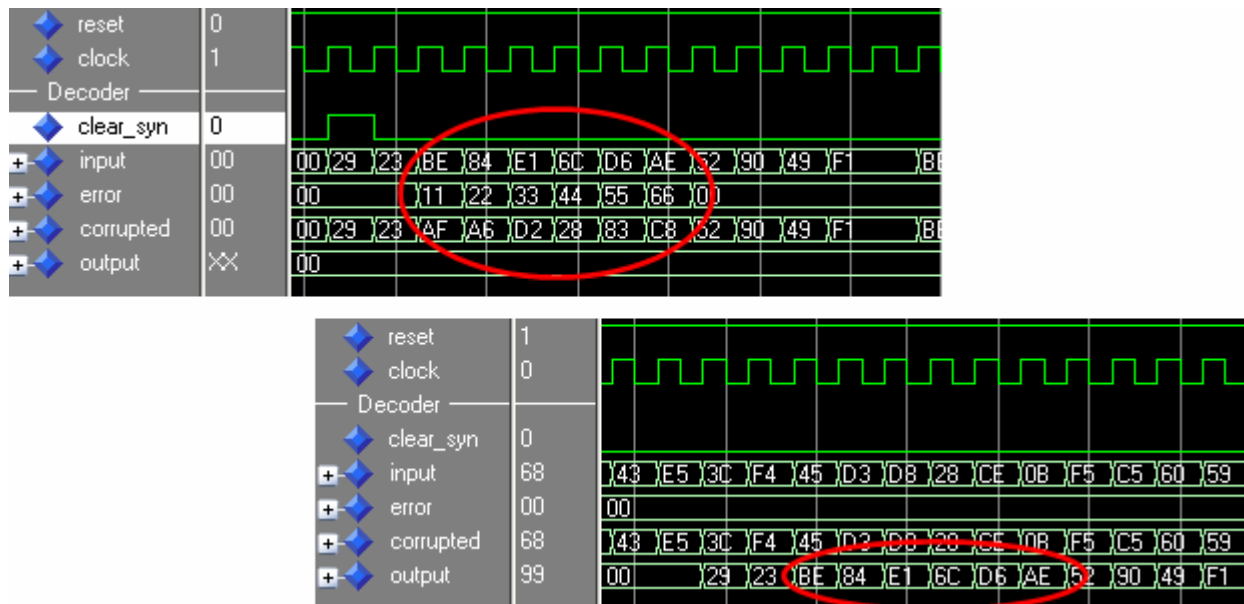 reset 0
clock 1
Decoder
clear_syn 0
input 00 00 29 23 BE 84 E1 6C D6 AE 52 90 49 F1 BE
error 00 00 11 22 33 44 55 66 00
corrupted 00 00 29 23 AF A6 D2 28 83 C8 52 90 49 F1 BE
output XX 00
reset 1
clock 0
Decoder
clear_syn 0
input 68 43 E5 3C F4 45 D3 D8 28 CE 0B F5 C5 60 59
error 00 00
corrupted 68 43 E5 3C F4 45 D3 D8 28 CE 0B F5 C5 60 59
output 99 00 29 23 BE 84 E1 6C D6 AE 52 90 49 F1